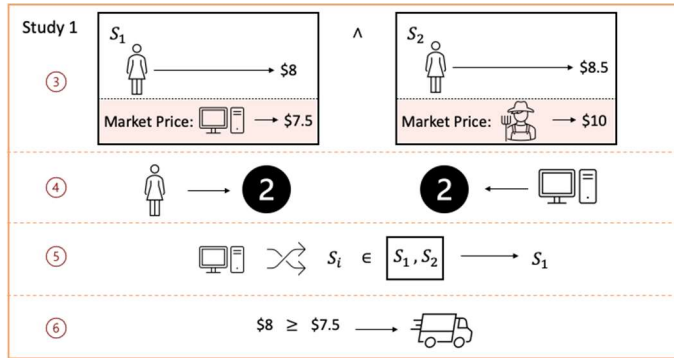 Study 1
S₁
∧
S₂
③
$8
$8.5
Market Price: $7.5
Market Price: $10
④
2
2
⑤
Sᵢ ∈ S₁, S₂
S₁
⑥
$8 ≥ $7.5